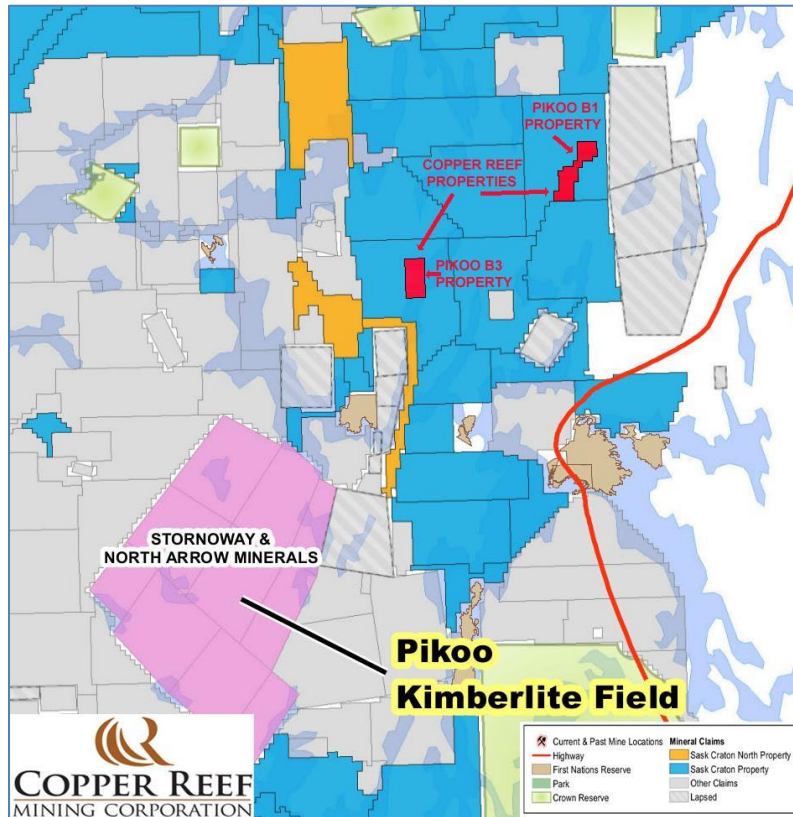 PIKOO B1
PROPERTY
COPPER REEF
PROPERTIES
PIKOO B3
PROPERTY
STORNOWAY &
NORTH ARROW MINERALS
Pikoo
Kimberlite Field
COPPER REEF
MINING CORPORATION
Current & Past Mine Locations
Highway
First Nations Reserve
Park
Crown Reserve
Mineral Claims
Sask Craton North Property
Sask Craton Property
Other Claims
Lapsed